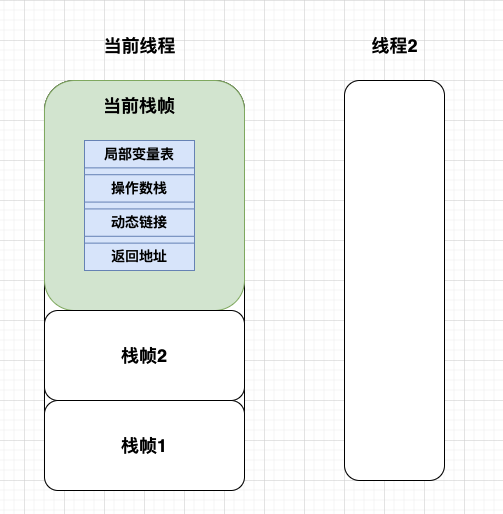 当前线程
线程2
当前栈帧
局部变量表
操作数栈
动态链接
返回地址
栈帧2
栈帧1